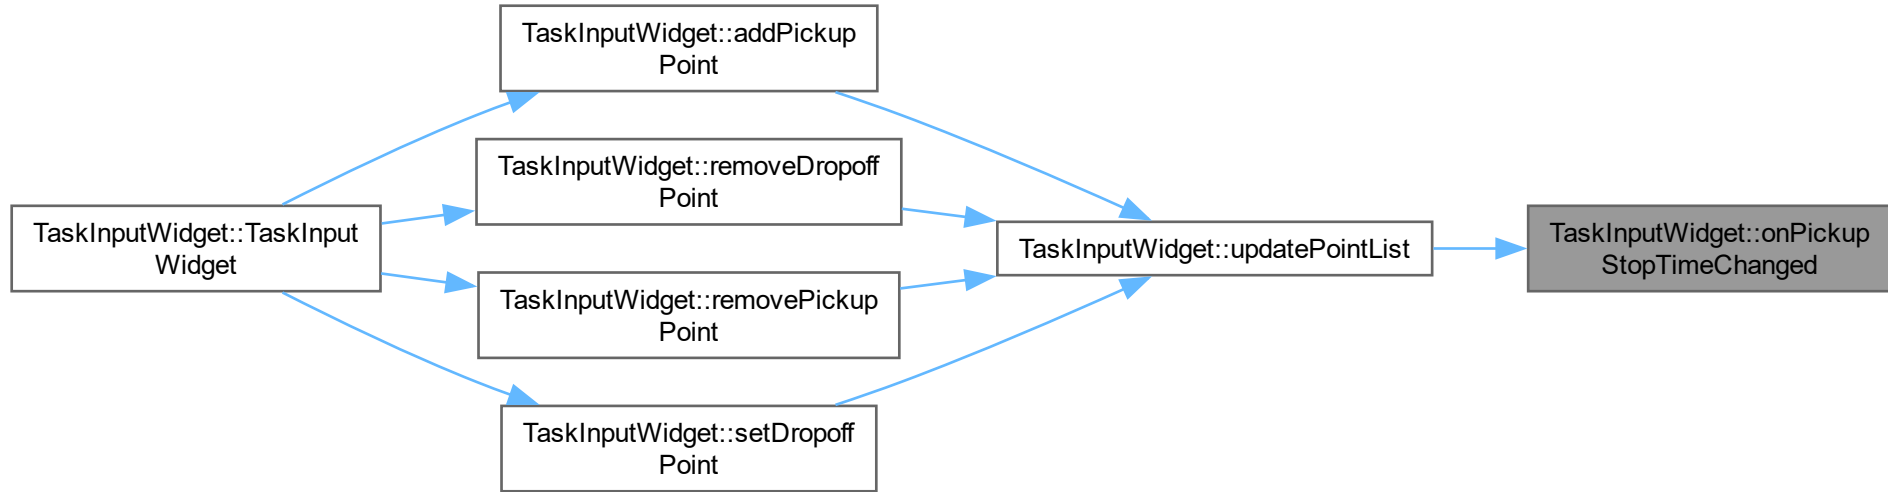 TaskInputWidget::TaskInput
Widget
TaskInputWidget::addPickup
Point
TaskInputWidget::removeDropoff
Point
TaskInputWidget::removePickup
Point
TaskInputWidget::setDropoff
Point
TaskInputWidget::updatePointList
TaskInputWidget::onPickup
StopTimeChanged